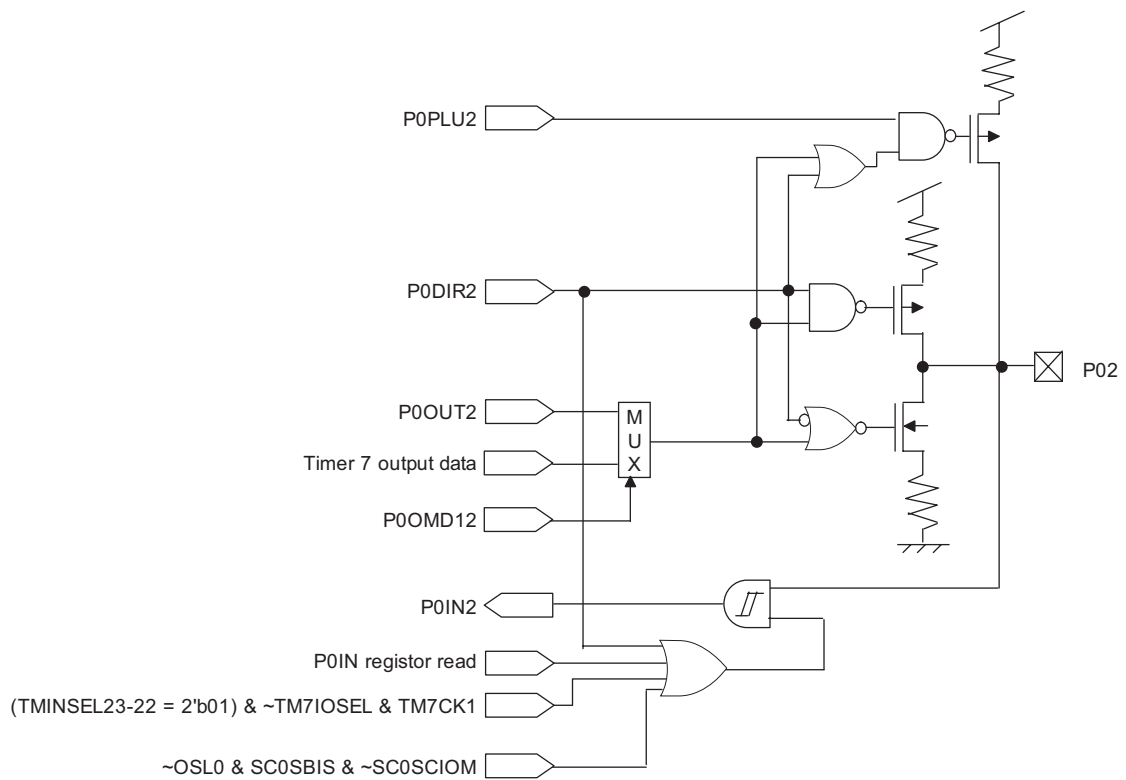 P0PLU2
P0DIR2
P02
P0OUT2
MUX
Timer 7 output data
P0OMD12
P0IN2
P0IN registor read
(TMINSEL23-22 = 2'b01) & ~TM7IOSEL & TM7CK1
~OSL0 & SC0SBIS & ~SC0SCIOM